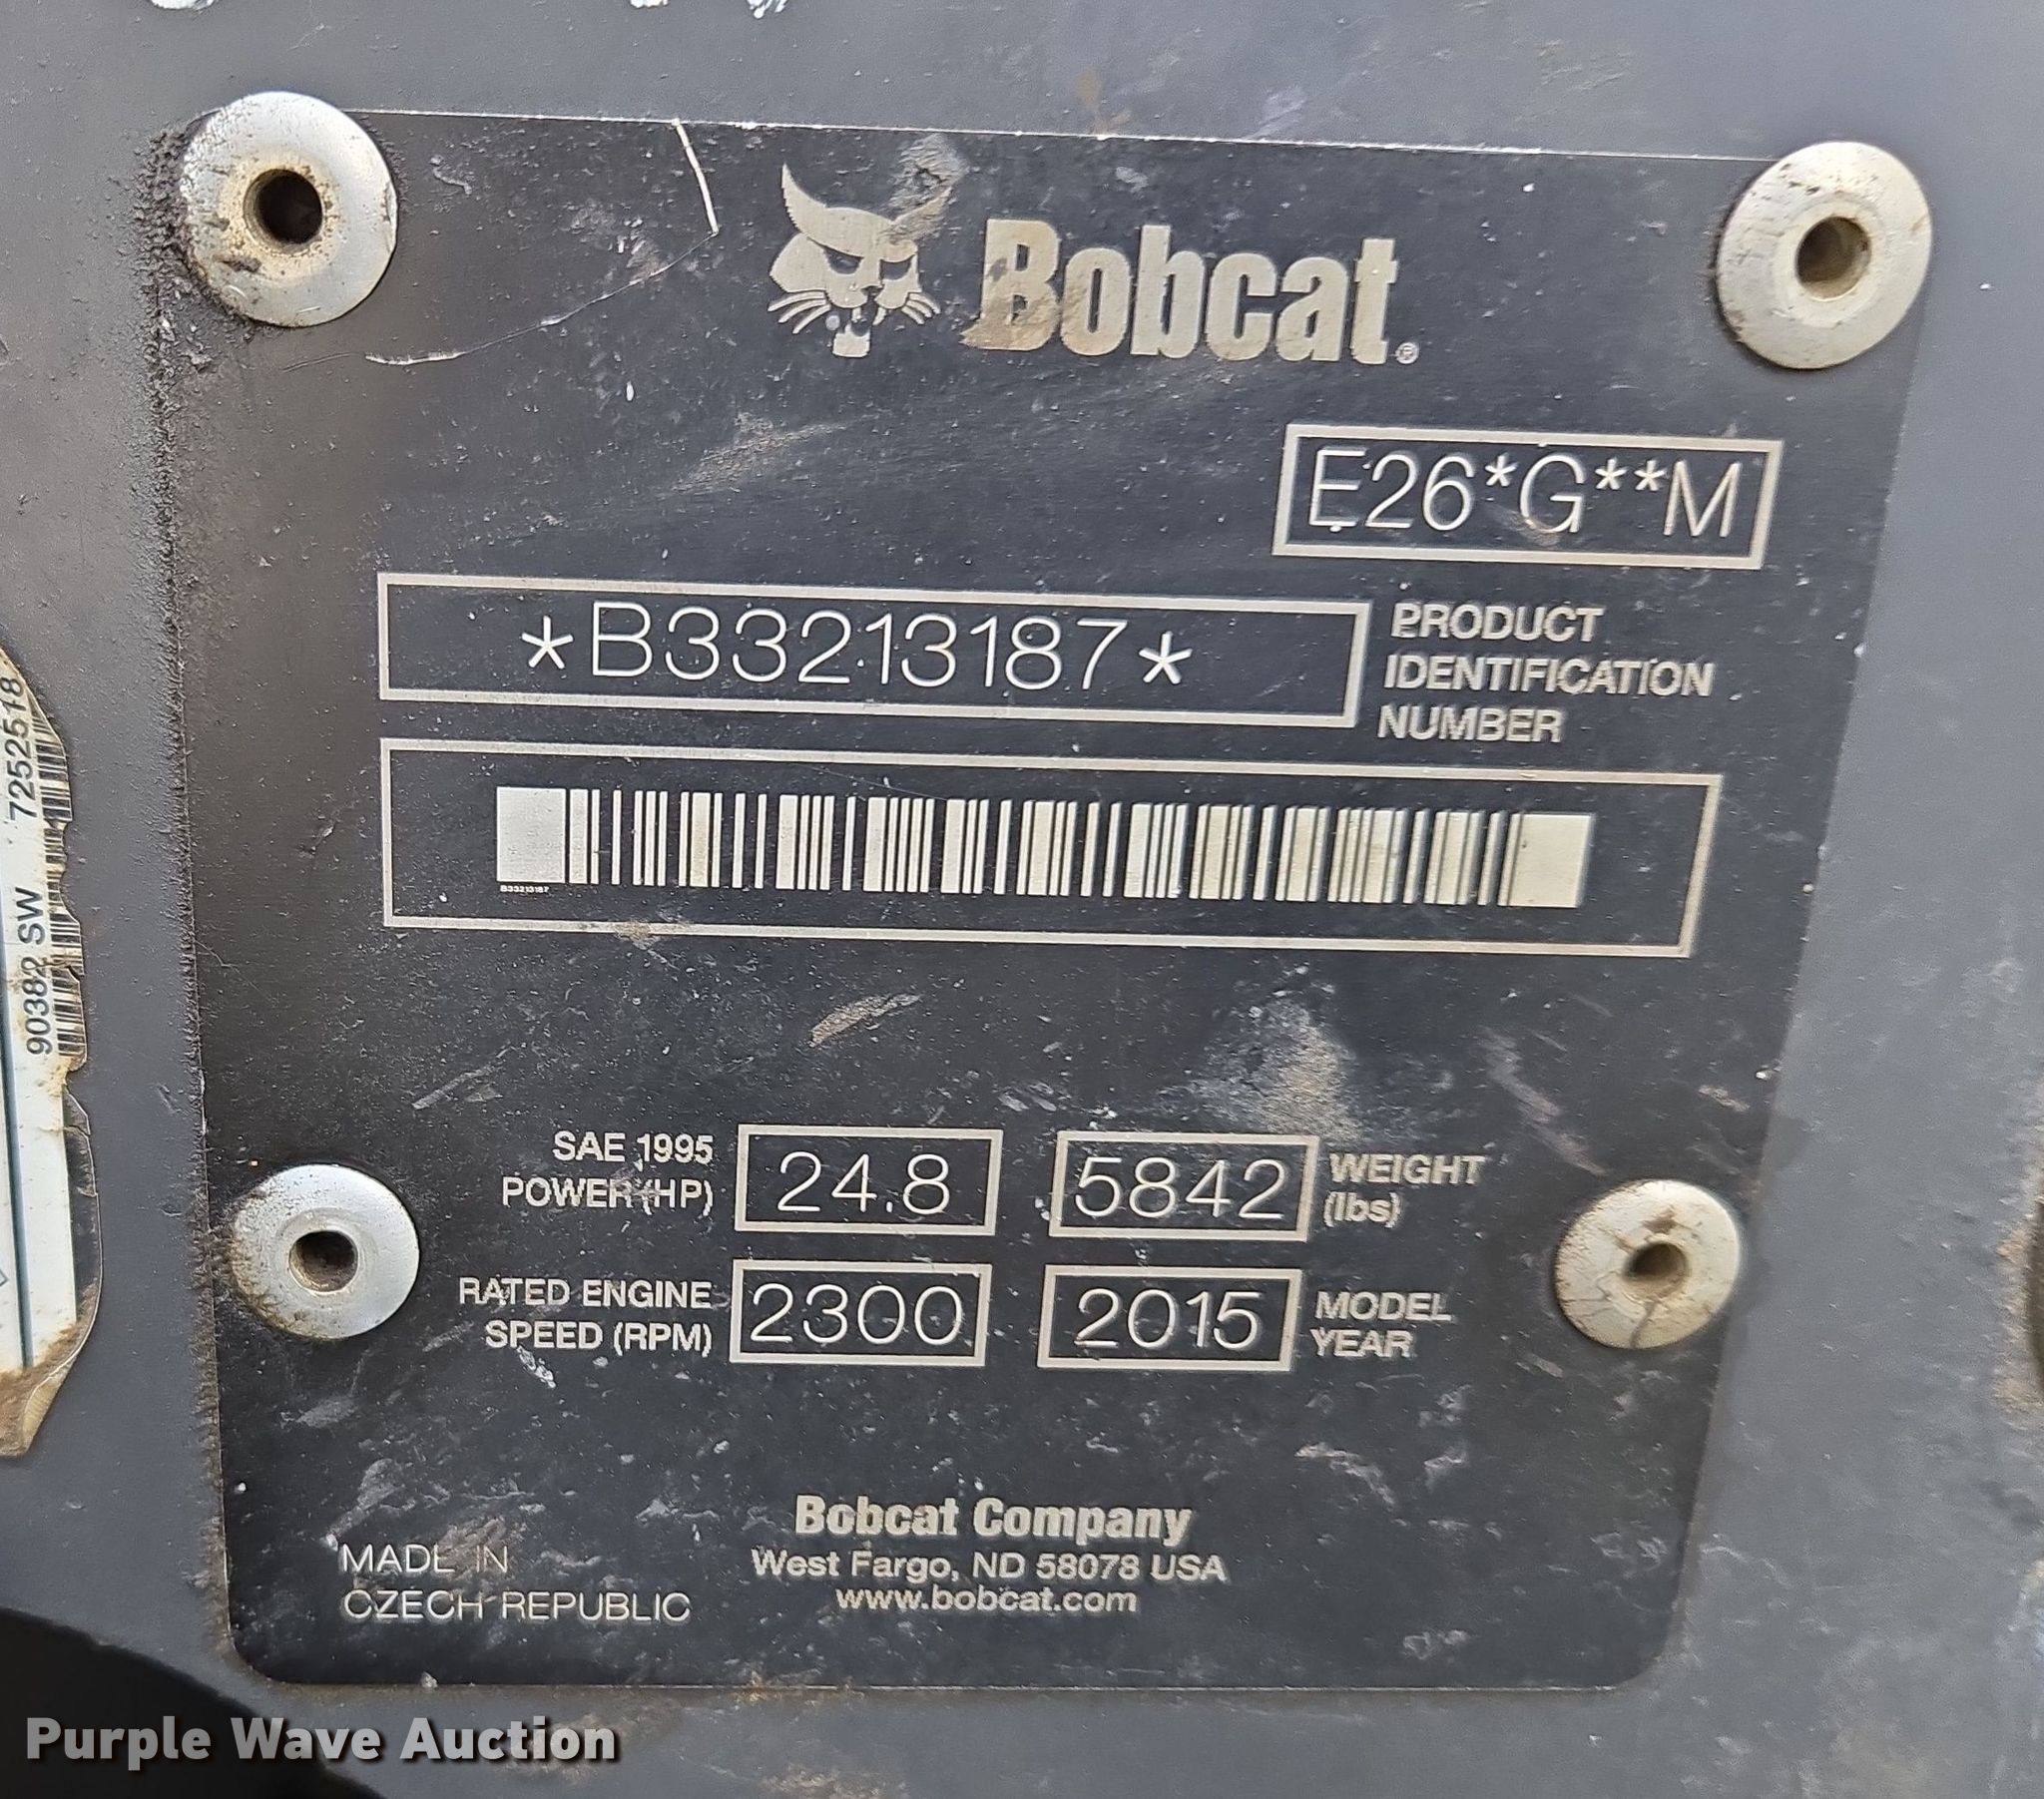 Bobcat®
E26*G**M
*B33213187*
PRODUCT
IDENTIFICATION
NUMBER
B33213187
7252518
90382 SW
SAE 1995
POWER (HP)
24.8
5842
WEIGHT
(lbs)
RATED ENGINE
SPEED (RPM)
2300
2015
MODEL
YEAR
Bobcat Company
West Fargo, ND 58078 USA
www.bobcat.com
MADE IN
CZECH REPUBLIC
Purple Wave Auction